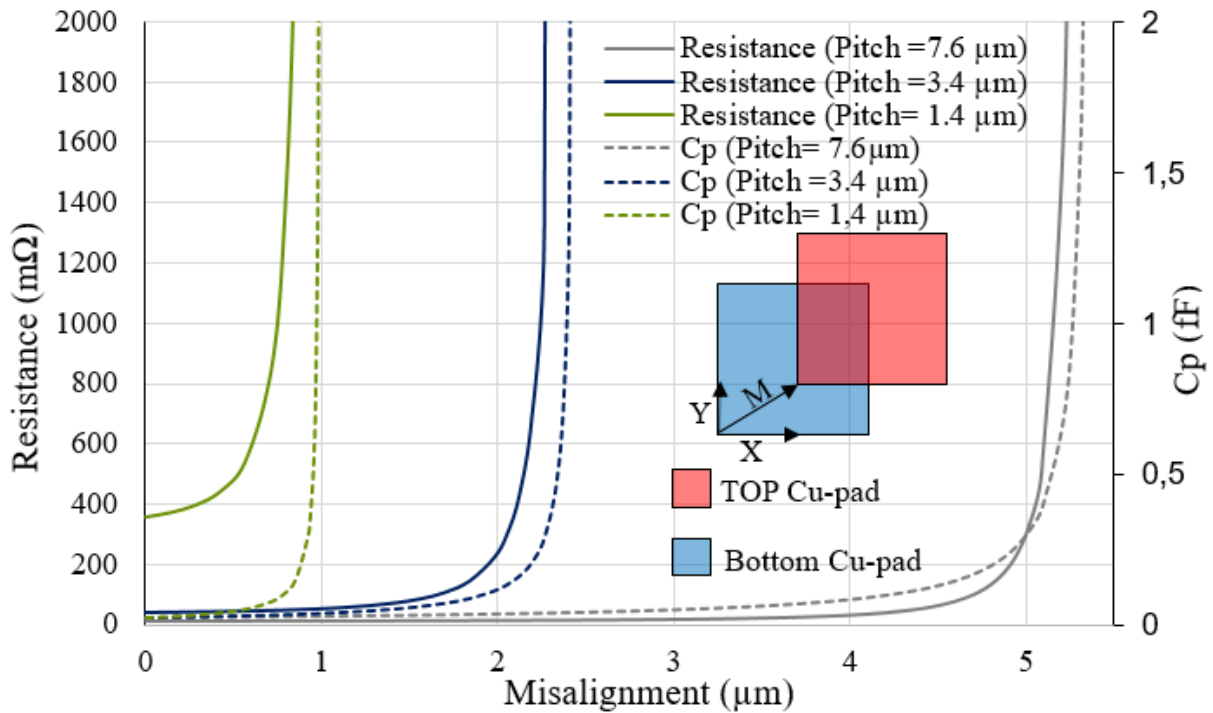 Resistance (mΩ)
2000
1800
1600
1400
1200
1000
800
600
400
200
0
0
1
2
3
4
5
Misalignment (µm)
2
1,5
1
0,5
0
Cp (fF)
Resistance (Pitch =7.6 µm)
Resistance (Pitch =3.4 µm)
Resistance (Pitch= 1.4 µm)
Cp (Pitch= 7.6µm)
Cp (Pitch =3.4 µm)
Cp (Pitch= 1,4 µm)
Y
M
X
TOP Cu-pad
Bottom Cu-pad